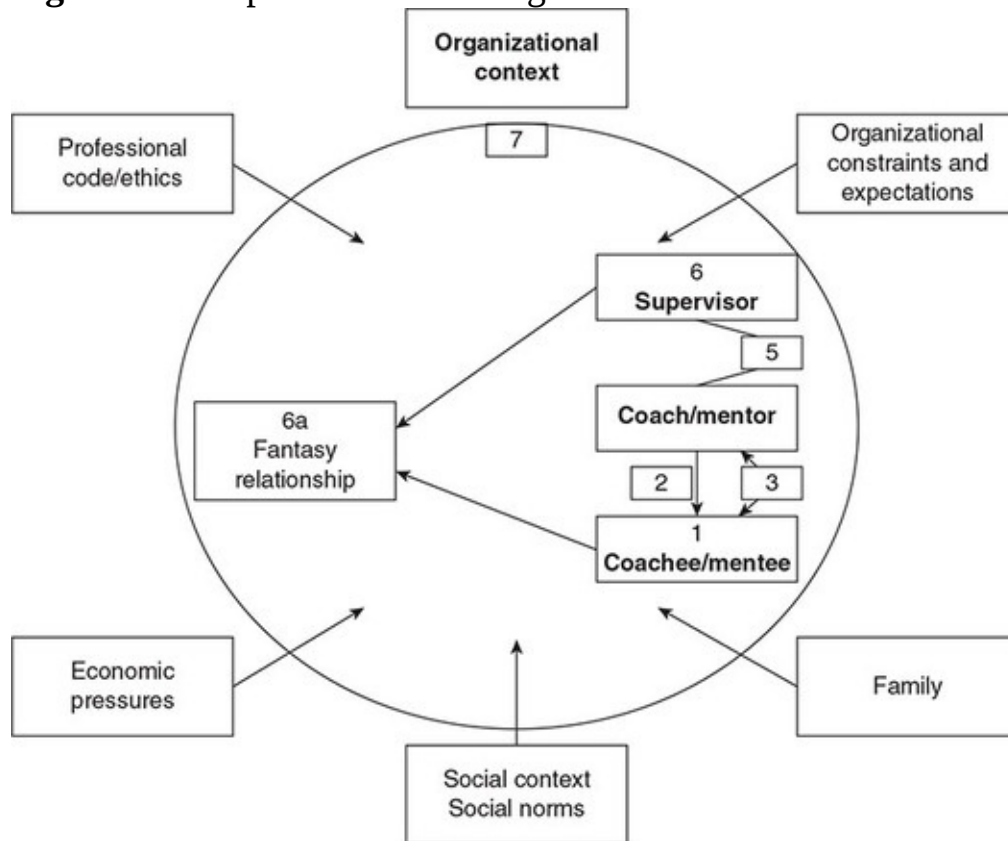 Organizational
context
7
Professional
code/ethics
Organizational
constraints and
expectations
6
Supervisor
5
6a
Fantasy
relationship
Coach/mentor
2
3
1
Coachee/mentee
Economic
pressures
Family
Social context
Social norms